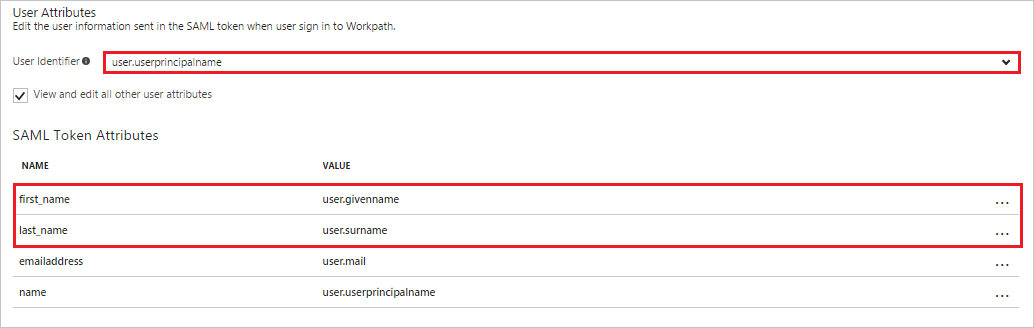 User Attributes
Edit the user information sent in the SAML token when user sign in to Workpath.
User Identifier user.userprincipalname
View and edit all other user attributes
SAML Token Attributes
NAME VALUE
first_name user.givenname ...
last_name user.surname ...
emailaddress user.mail ...
name user.userprincipalname ...